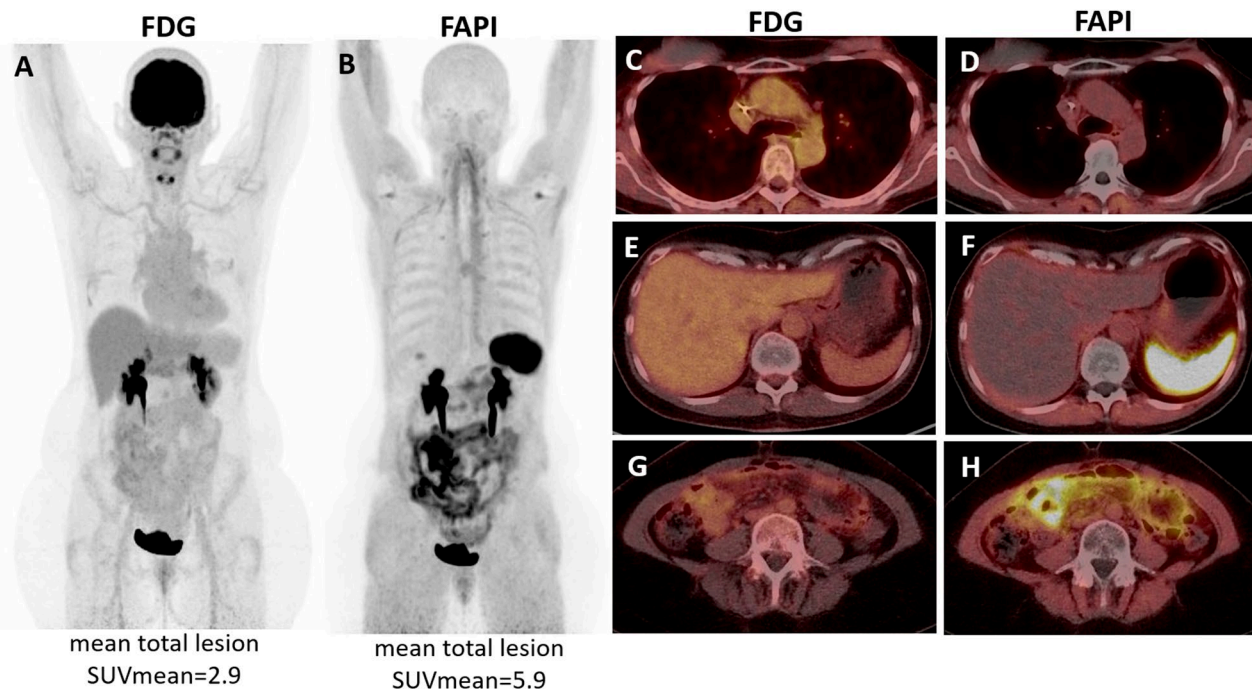 FDG
FAPI
FDG
FAPI
A
B
C
D
E
F
G
H
mean total lesion
SUVmean=2.9
mean total lesion
SUVmean=5.9